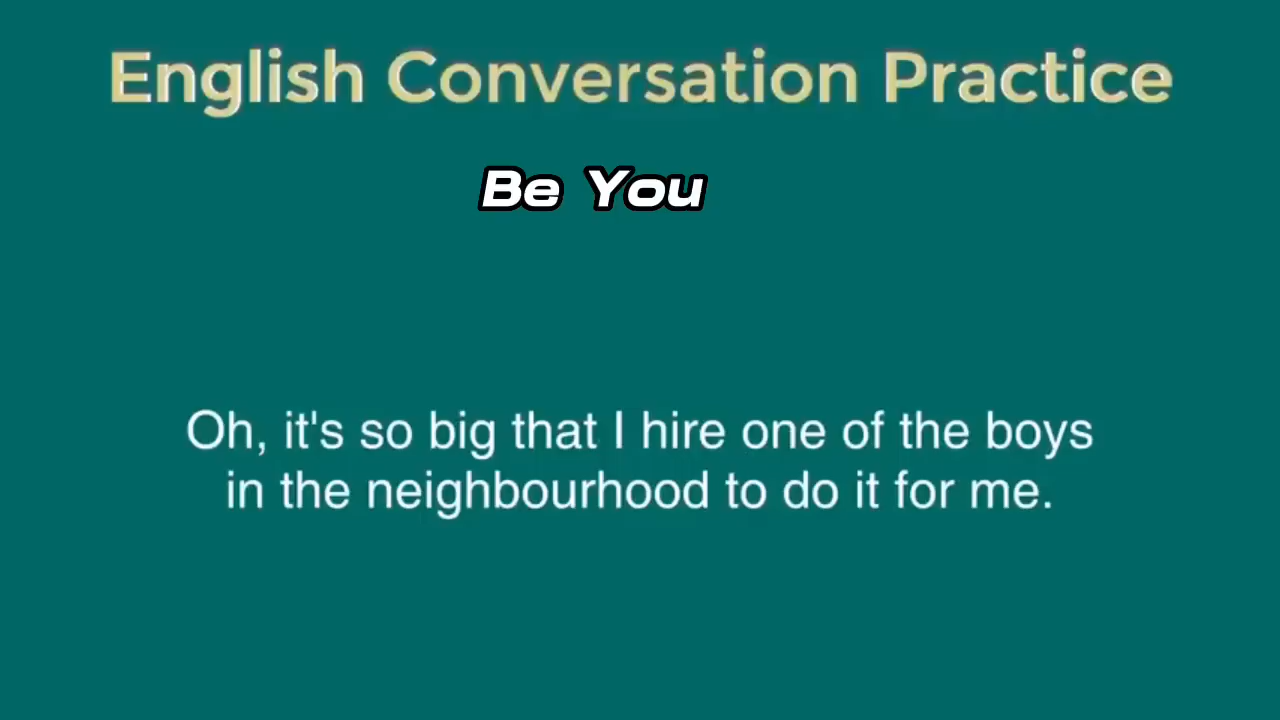 English Conversation Practice
Be You
Oh, it's so big that I hire one of the boys
in the neighbourhood to do it for me.